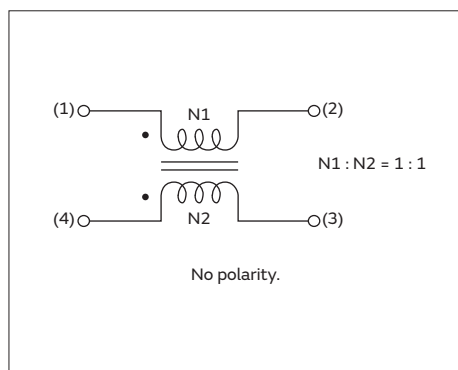 (1) N1 (2)
N1 : N2 = 1 : 1
(4) N2 (3)
No polarity.